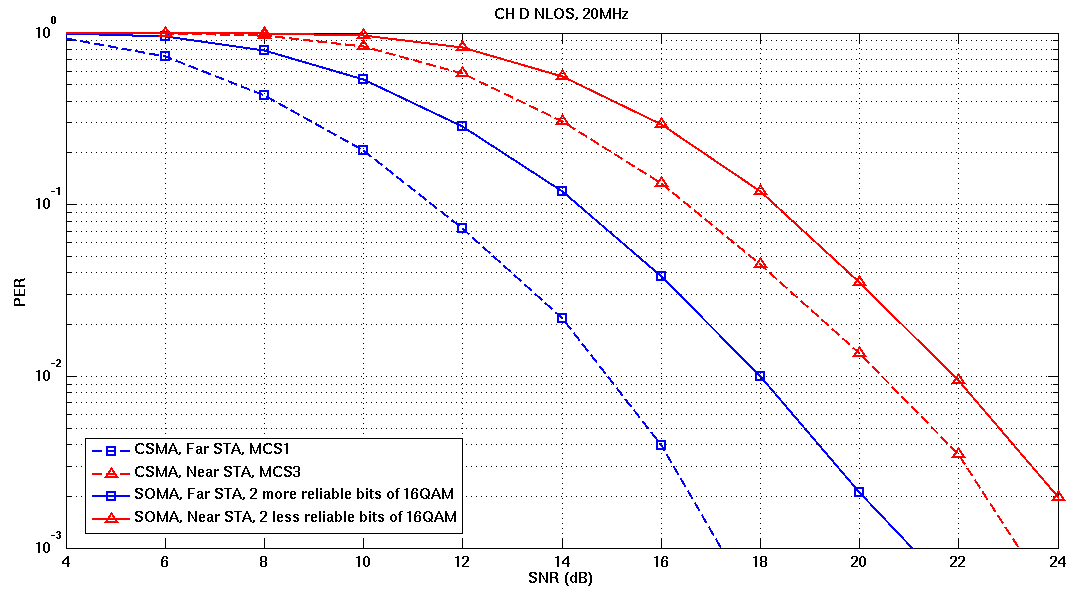 CH D NLOS, 20MHz
10^0
10^-1
10^-2
10^-3
PER
CSMA, Far STA, MCS1
CSMA, Near STA, MCS3
SOMA, Far STA, 2 more reliable bits of 16QAM
SOMA, Near STA, 2 less reliable bits of 16QAM
4 6 8 10 12 14 16 18 20 22 24
SNR (dB)